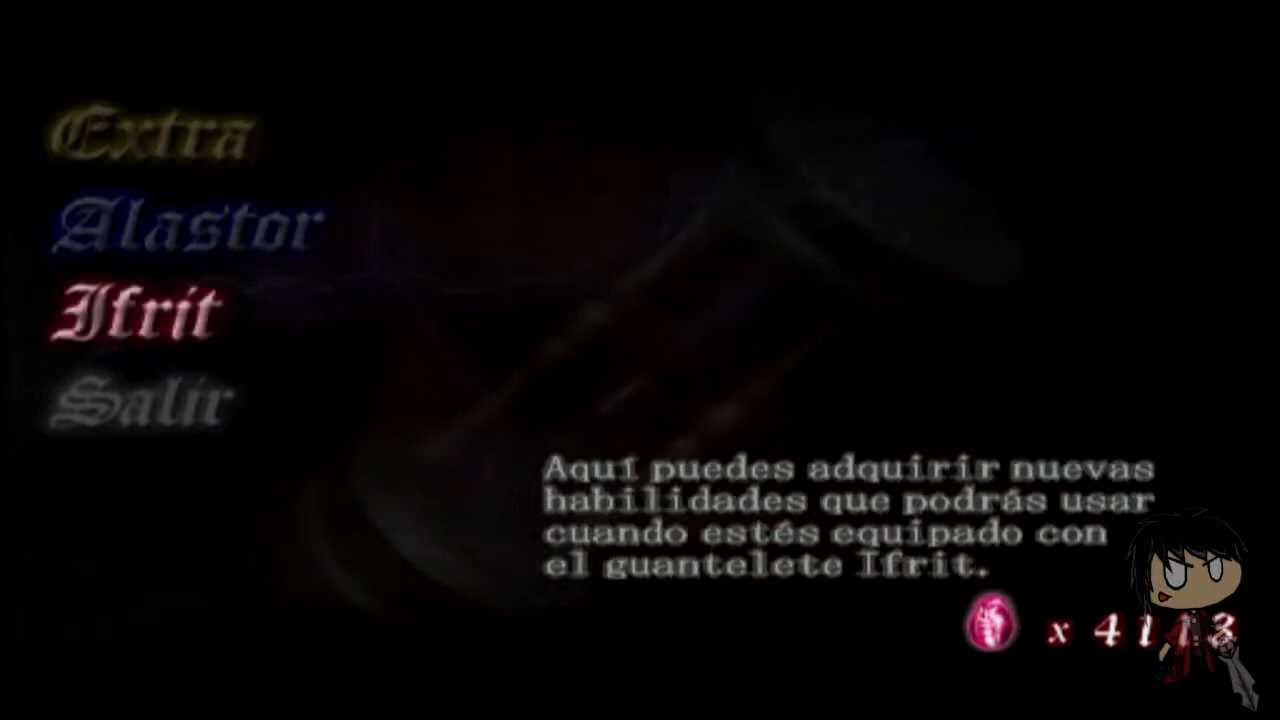 Extra
Alastor
Ifrit
Salir
Aquí puedes adquirir nuevas
habilidades que podrás usar
cuando estés equipado con
el guantelete Ifrit.
x 4113